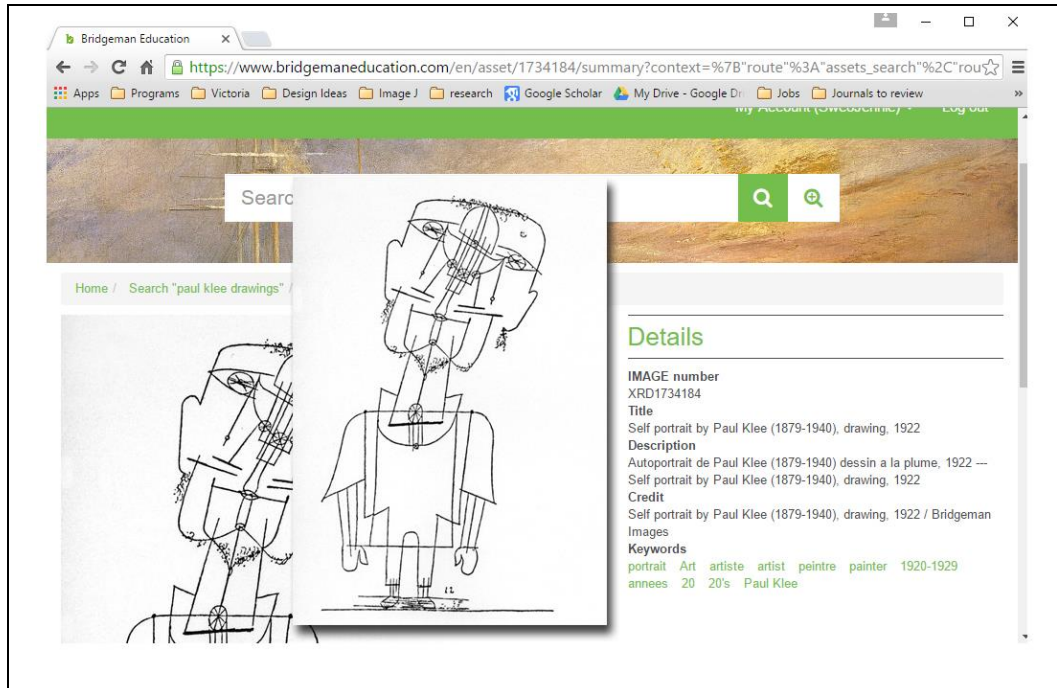 Bridgeman Education
https://www.bridgemaneducation.com/en/asset/1734184/summary?context=%7B"route"%3A"assets_search"%2C"rou
Apps Programs Victoria Design Ideas Image J research Google Scholar My Drive - Google Dri Jobs Journals to review »
My Account (SwedJennie) Log out
Searc
Home / Search "paul klee drawings" /
Details
IMAGE number
XRD1734184
Title
Self portrait by Paul Klee (1879-1940), drawing, 1922
Description
Autoportrait de Paul Klee (1879-1940) dessin a la plume, 1922 ---
Self portrait by Paul Klee (1879-1940), drawing, 1922
Credit
Self portrait by Paul Klee (1879-1940), drawing, 1922 / Bridgeman
Images
Keywords
portrait Art artiste artist peintre painter 1920-1929
annees 20 20's Paul Klee